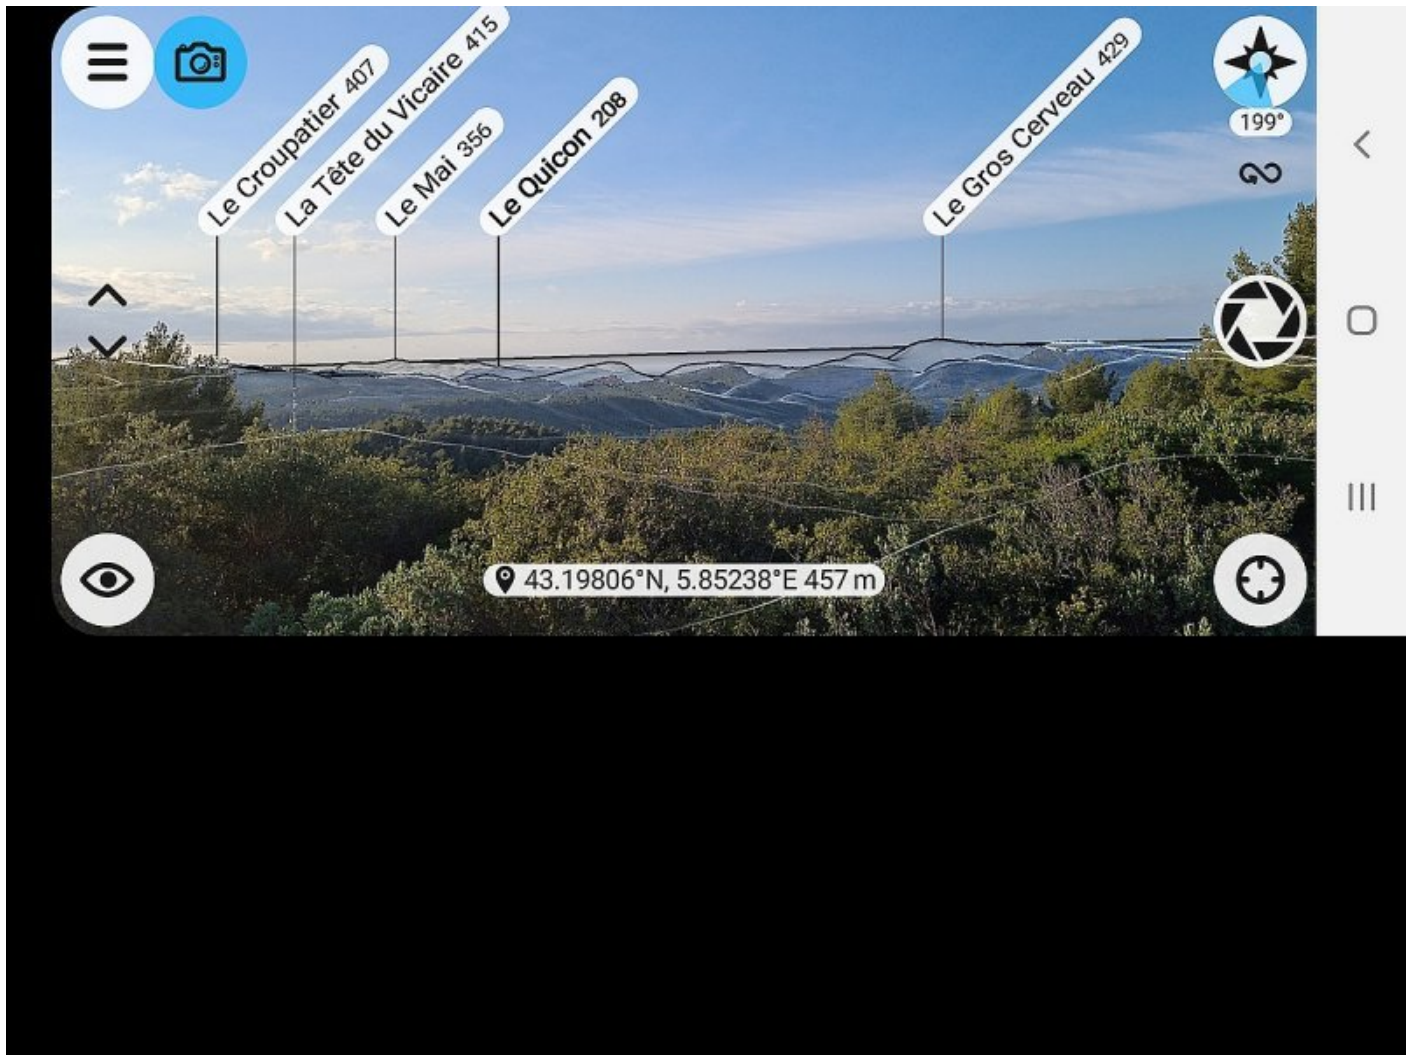 Le Croupatier 407
La Tête du Vicaire 415
Le Mai 356
Le Quicon 208
Le Gros Cerveau 429
199°
43.19806°N, 5.85238°E 457 m